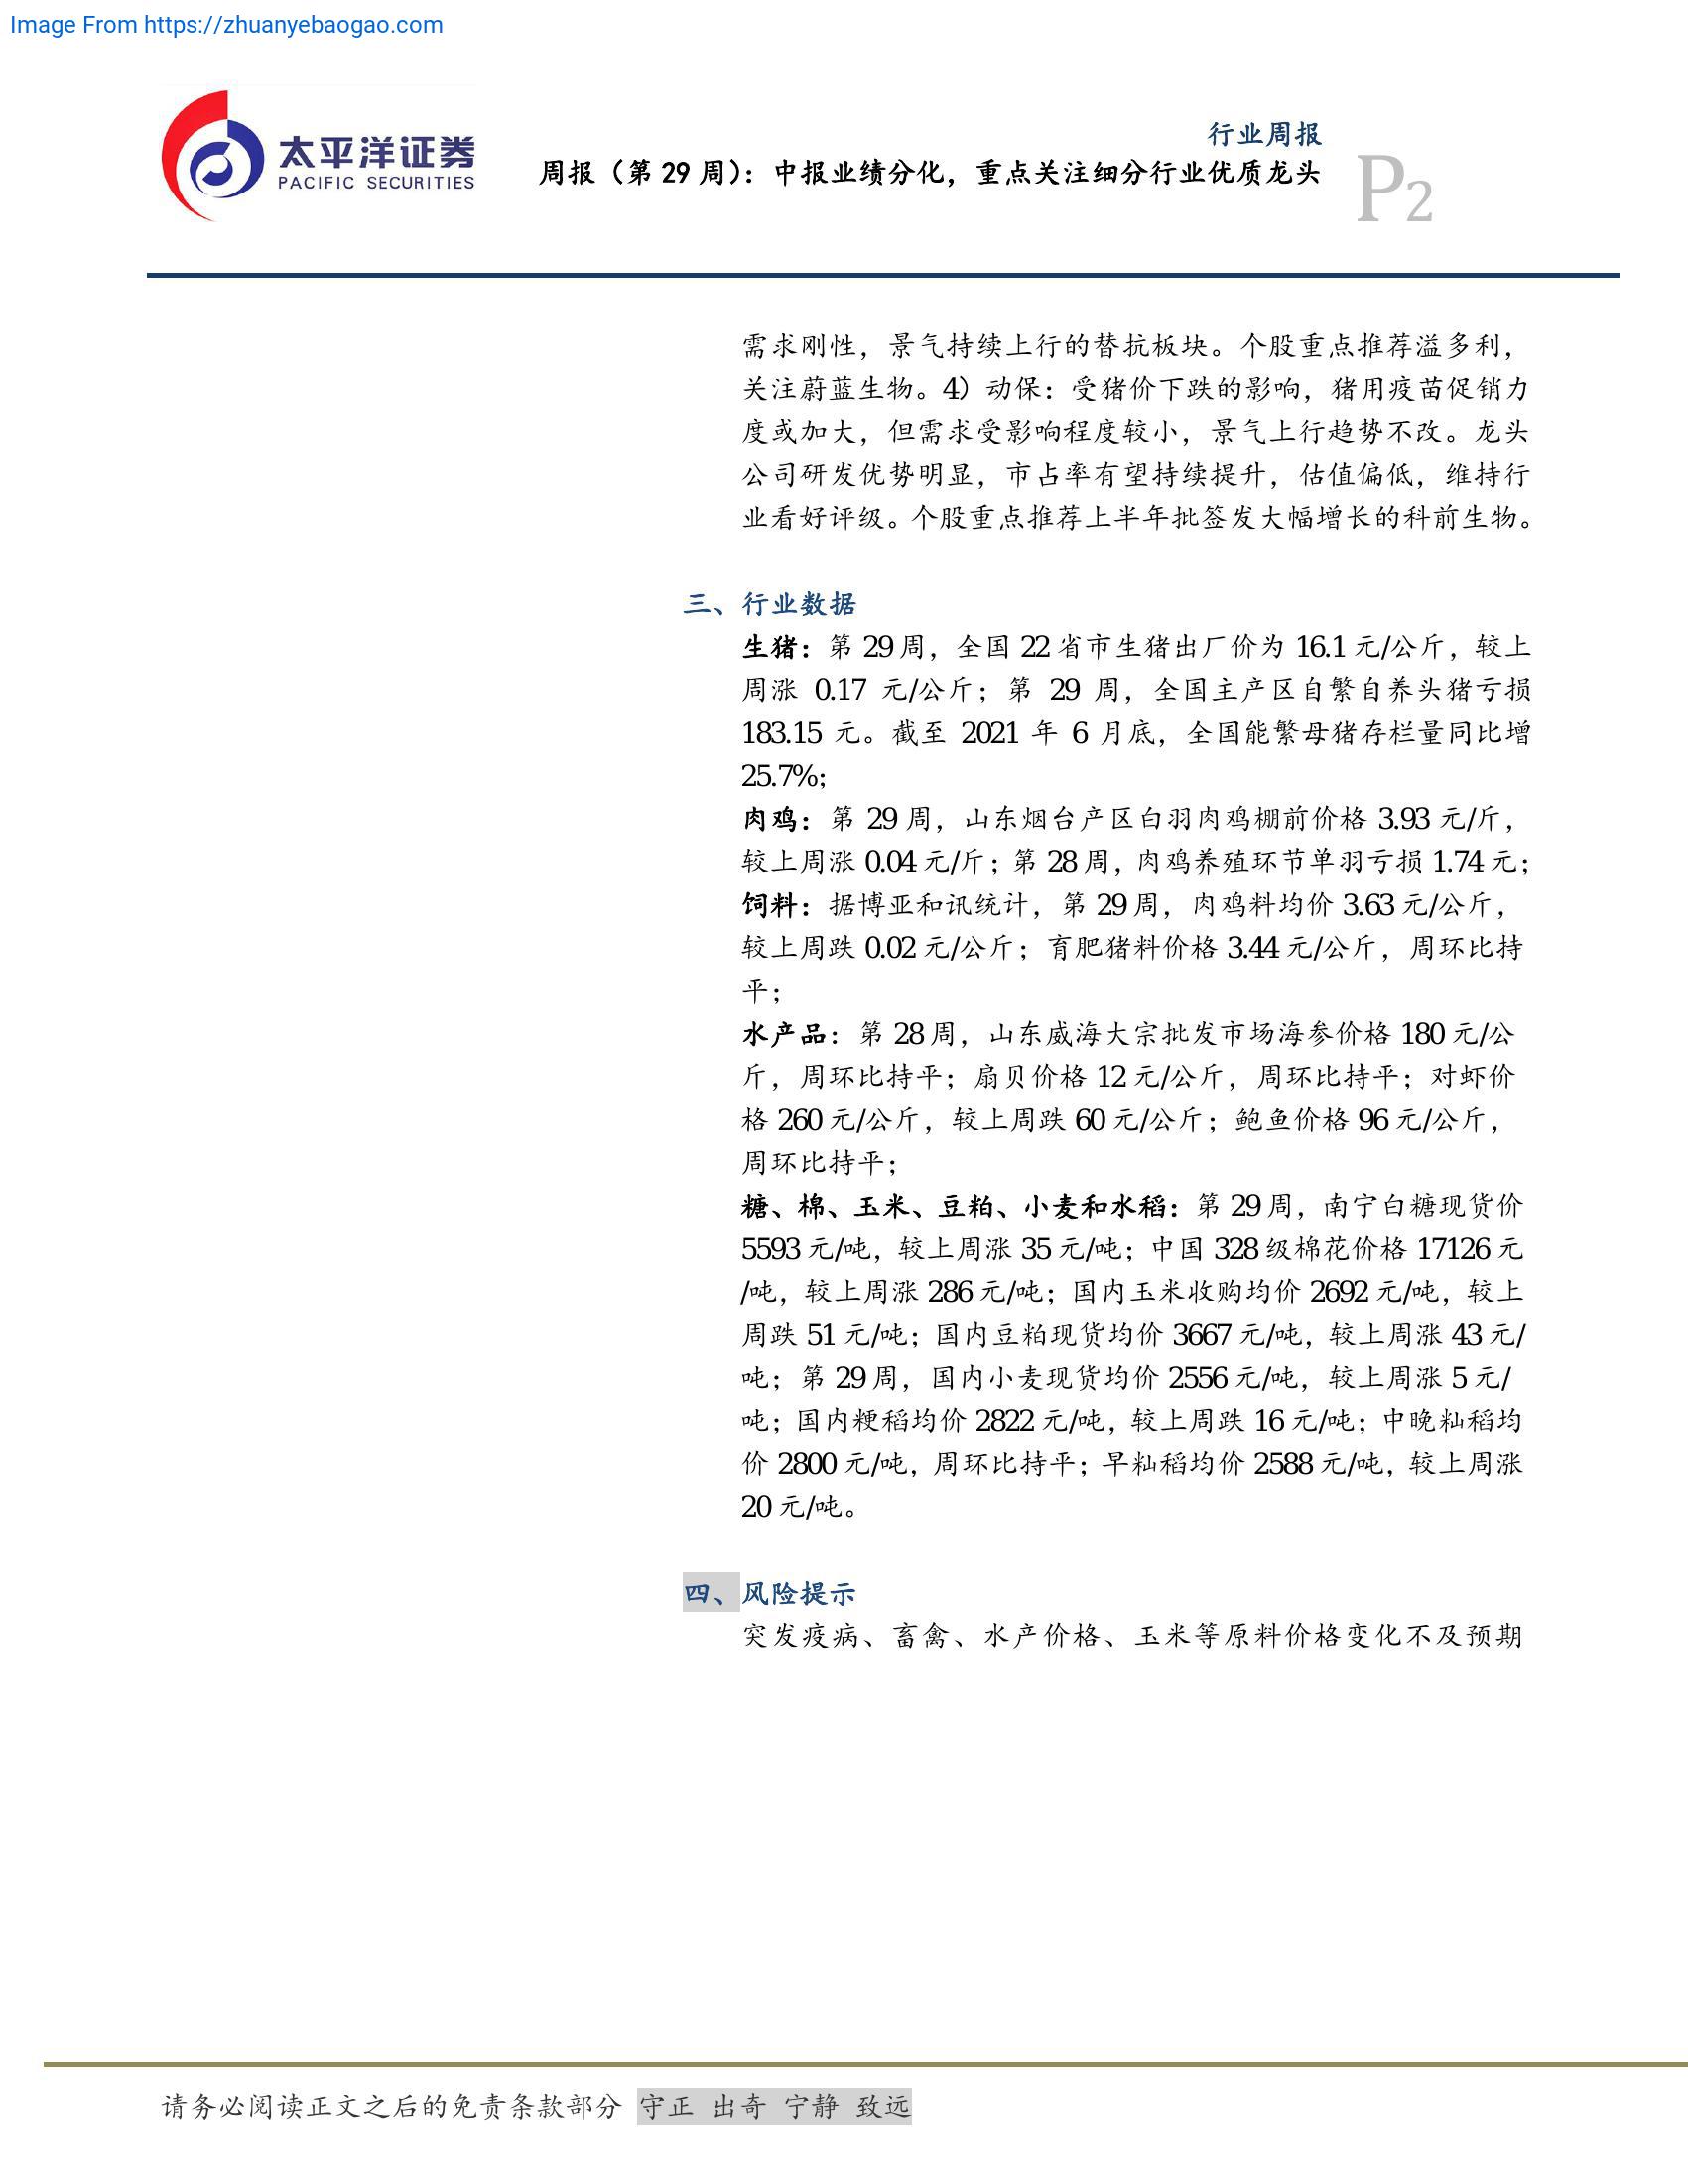 Image From https://zhuanyebaogao.com
太平洋证券
PACIFIC SECURITIES
行业周报
周报（第 29 周）：中报业绩分化，重点关注细分行业优质龙头
P2
需求刚性，景气持续上行的替抗板块。个股重点推荐溢多利，
关注蔚蓝生物。4）动保：受猪价下跌的影响，猪用疫苗促销力
度或加大，但需求受影响程度较小，景气上行趋势不改。龙头
公司研发优势明显，市占率有望持续提升，估值偏低，维持行
业看好评级。个股重点推荐上半年批签发大幅增长的科前生物。
三、行业数据
生猪：第 29 周，全国 22 省市生猪出厂价为 16.1 元/公斤，较上
周涨 0.17 元/公斤；第 29 周，全国主产区自繁自养头猪亏损
183.15 元。截至 2021 年 6 月底，全国能繁母猪存栏量同比增
25.7%；
肉鸡：第 29 周，山东烟台产区白羽肉鸡棚前价格 3.93 元/斤，
较上周涨 0.04 元/斤；第 28 周，肉鸡养殖环节单羽亏损 1.74 元；
饲料：据博亚和讯统计，第 29 周，肉鸡料均价 3.63 元/公斤，
较上周跌 0.02 元/公斤；育肥猪料价格 3.44 元/公斤，周环比持
平；
水产品：第 28 周，山东威海大宗批发市场海参价格 180 元/公
斤，周环比持平；扇贝价格 12 元/公斤，周环比持平；对虾价
格 260 元/公斤，较上周跌 60 元/公斤；鲍鱼价格 96 元/公斤，
周环比持平；
糖、棉、玉米、豆粕、小麦和水稻：第 29 周，南宁白糖现货价
5593 元/吨，较上周涨 35 元/吨；中国 328 级棉花价格 17126 元
/吨，较上周涨 286 元/吨；国内玉米收购均价 2692 元/吨，较上
周跌 51 元/吨；国内豆粕现货均价 3667 元/吨，较上周涨 43 元/
吨；第 29 周，国内小麦现货均价 2556 元/吨，较上周涨 5 元/
吨；国内粳稻均价 2822 元/吨，较上周跌 16 元/吨；中晚籼稻均
价 2800 元/吨，周环比持平；早籼稻均价 2588 元/吨，较上周涨
20 元/吨。
四、风险提示
突发疫病、畜禽、水产价格、玉米等原料价格变化不及预期
请务必阅读正文之后的免责条款部分 守正 出奇 宁静 致远